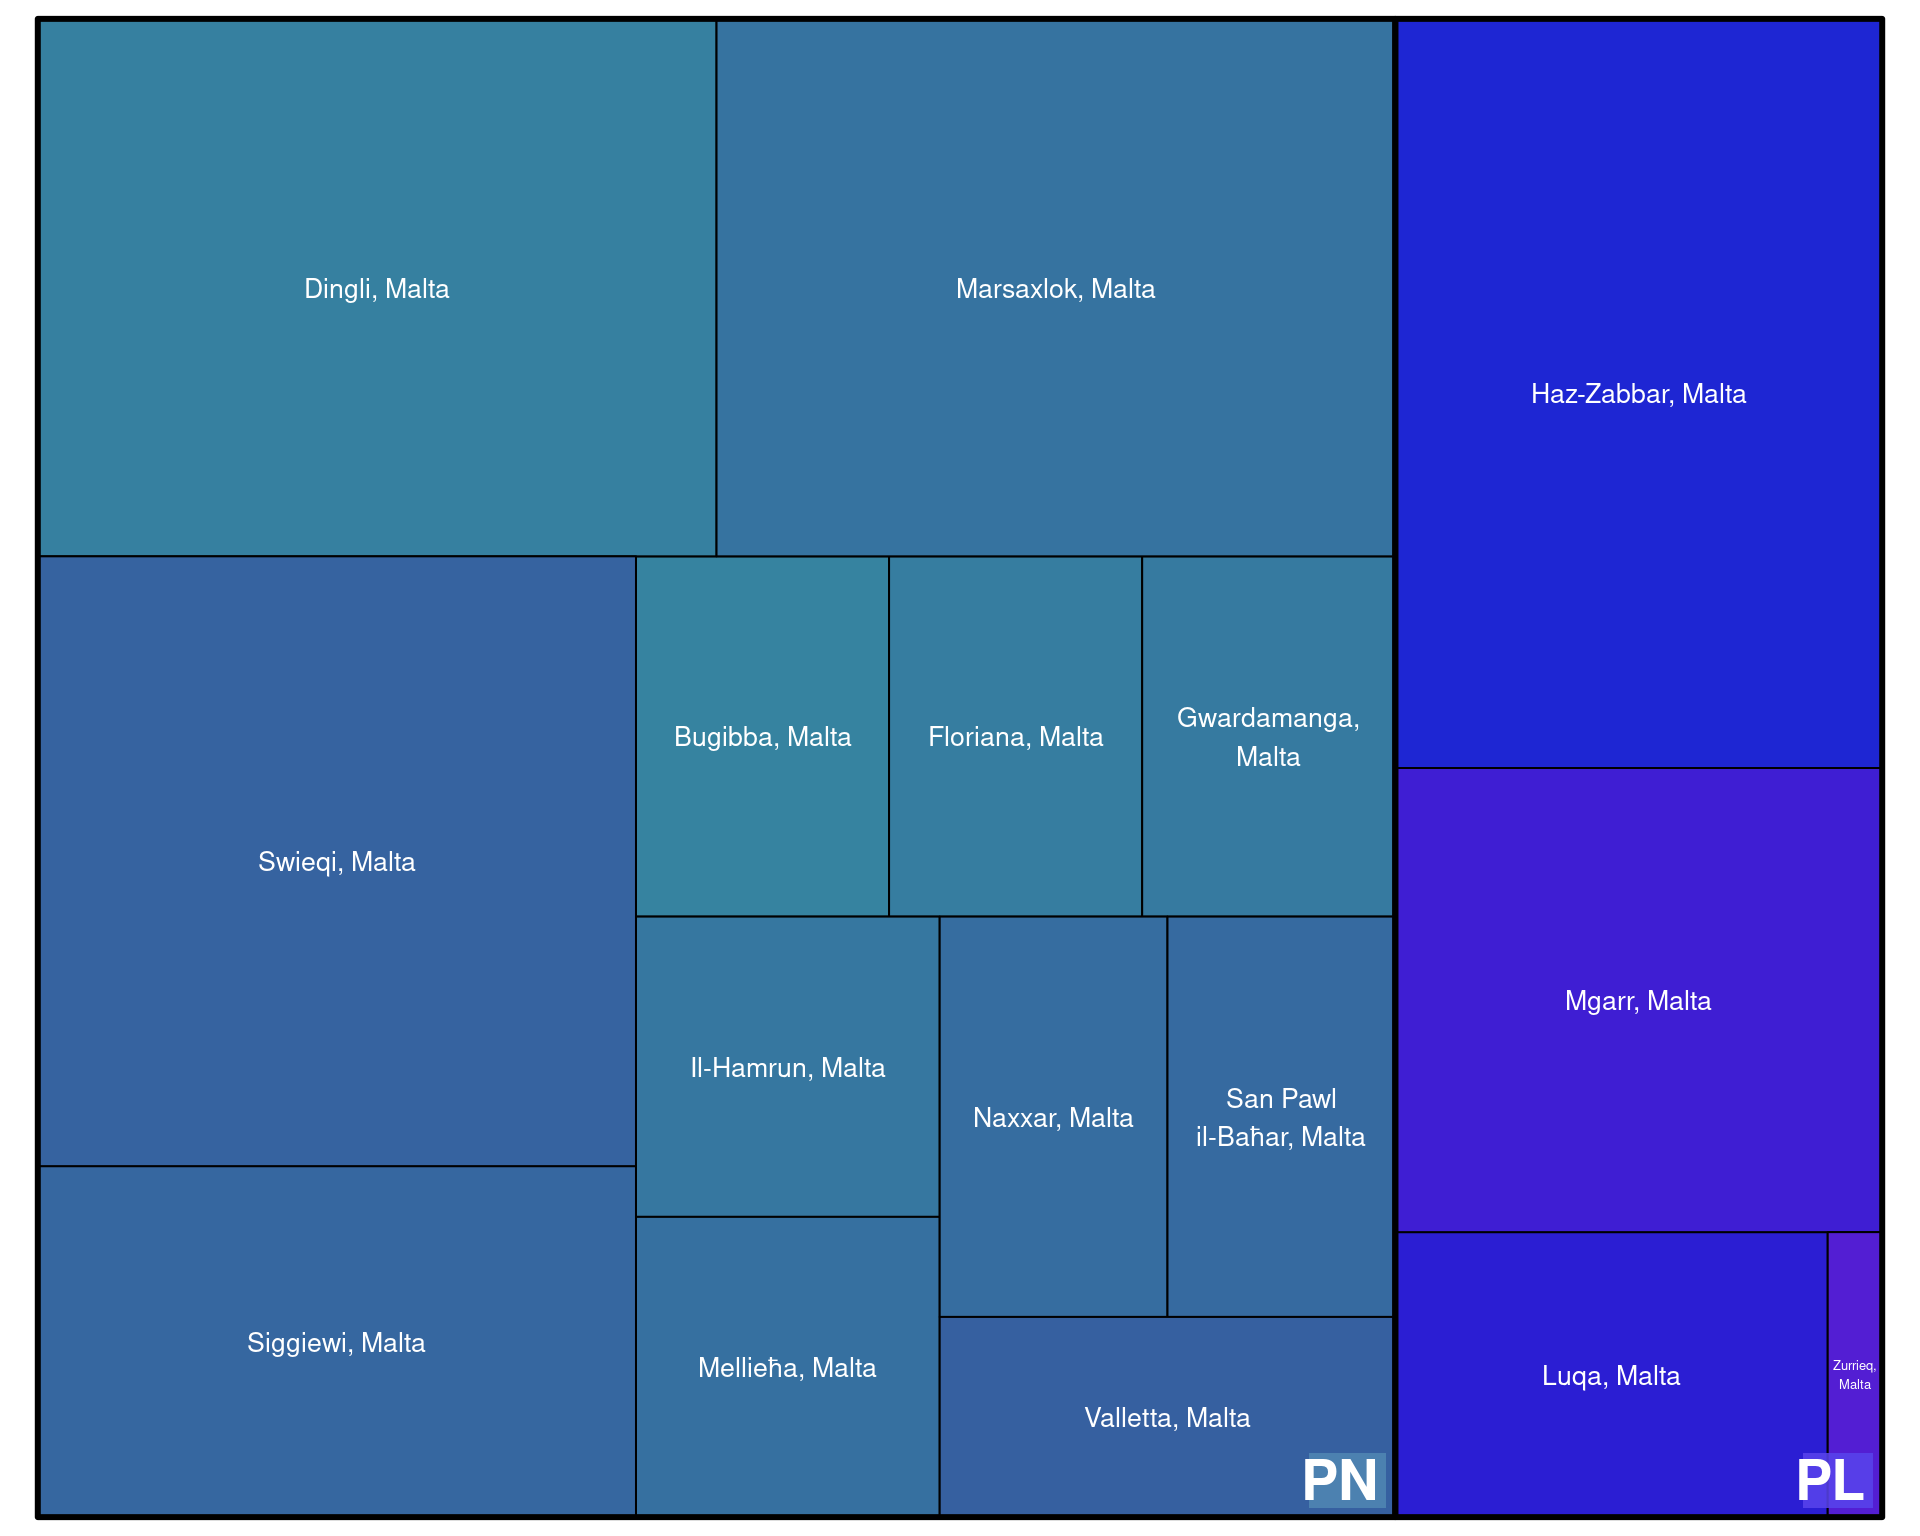 Dingli, Malta
Marsaxlok, Malta
Haz-Zabbar, Malta
Swieqi, Malta
Bugibba, Malta
Floriana, Malta
Gwardamanga,
Malta
Il-Hamrun, Malta
Naxxar, Malta
San Pawl
il-Baħar, Malta
Mgarr, Malta
Siggiewi, Malta
Mellieħa, Malta
Valletta, Malta
Luqa, Malta
Zurrieq,
Malta
PN
PL